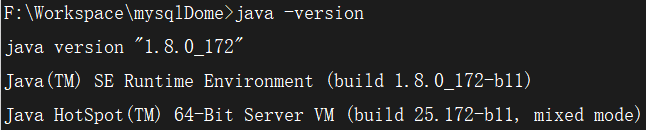 F:\Workspace\mysqlDome>java -version
java version "1.8.0_172"
Java(TM) SE Runtime Environment (build 1.8.0_172-b11)
Java HotSpot(TM) 64-Bit Server VM (build 25.172-b11, mixed mode)